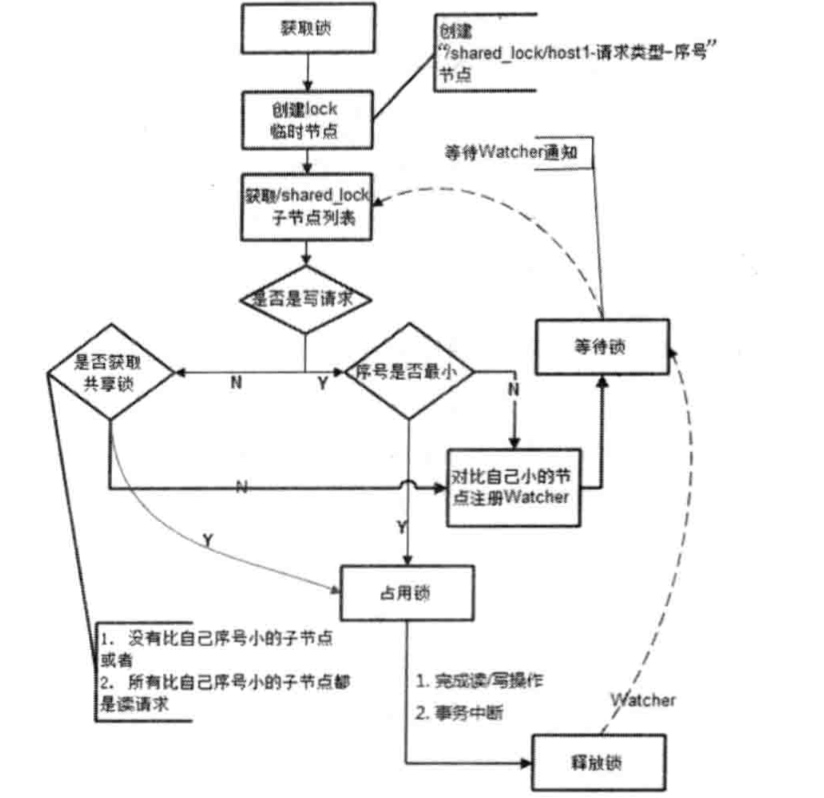 获取锁
创建
“/shared_lock/host1-请求类型-序号”
节点
创建lock
临时节点
等待Watcher通知
获取/shared_lock
子节点列表
是否是写请求
等待锁
是否获取
共享锁
序号是否最小
N
Y
N
对比自己小的节
点注册Watcher
N
Y
Y
占用锁
1. 没有比自己序号小的子节点
或者
2. 所有比自己序号小的子节点都
是读请求
1. 完成读/写操作
2. 事务中断
Watcher
释放锁